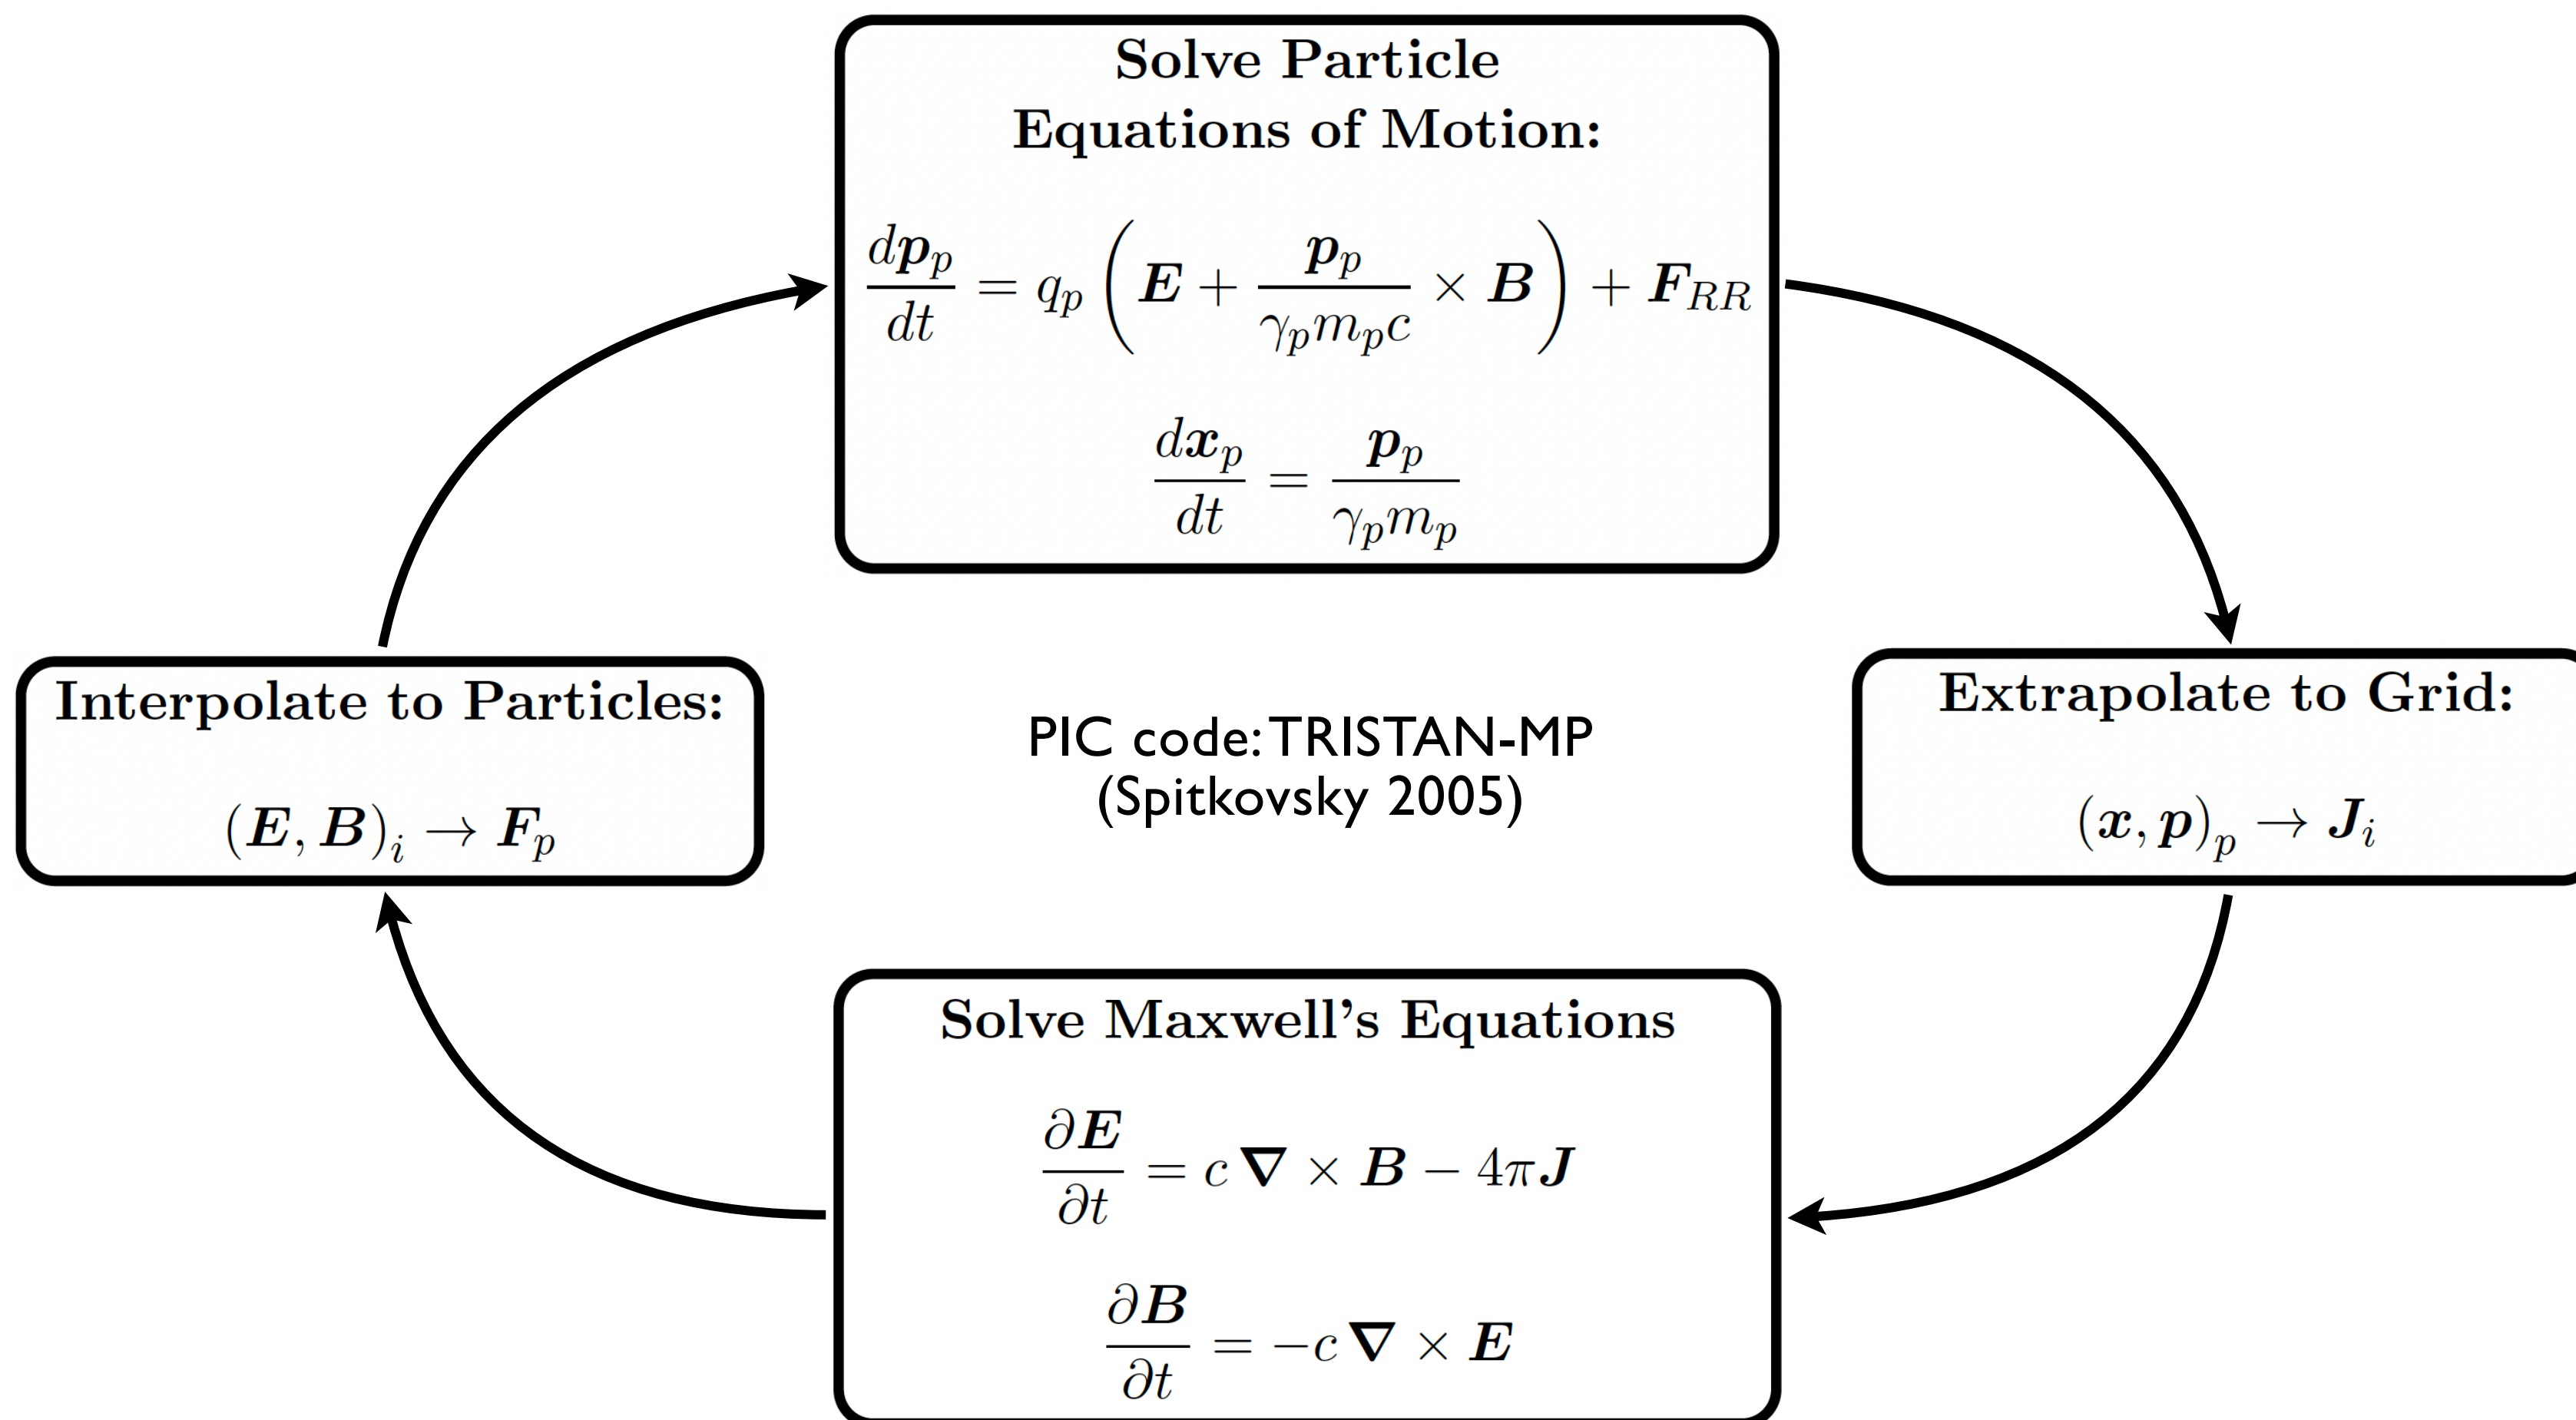 Solve Particle
Equations of Motion:
d𝒑_p/dt = q_p (𝑬 + 𝒑_p/(γ_p m_p c) × 𝑩) + 𝑭_RR
d𝒙_p/dt = 𝒑_p/(γ_p m_p)
Interpolate to Particles:
(𝑬, 𝑩)_i → 𝑭_p
PIC code: TRISTAN-MP
(Spitkovsky 2005)
Extrapolate to Grid:
(𝒙, 𝒑)_p → 𝑱_i
Solve Maxwell's Equations
∂𝑬/∂t = c 𝛁 × 𝑩 − 4π𝑱
∂𝑩/∂t = −c 𝛁 × 𝑬